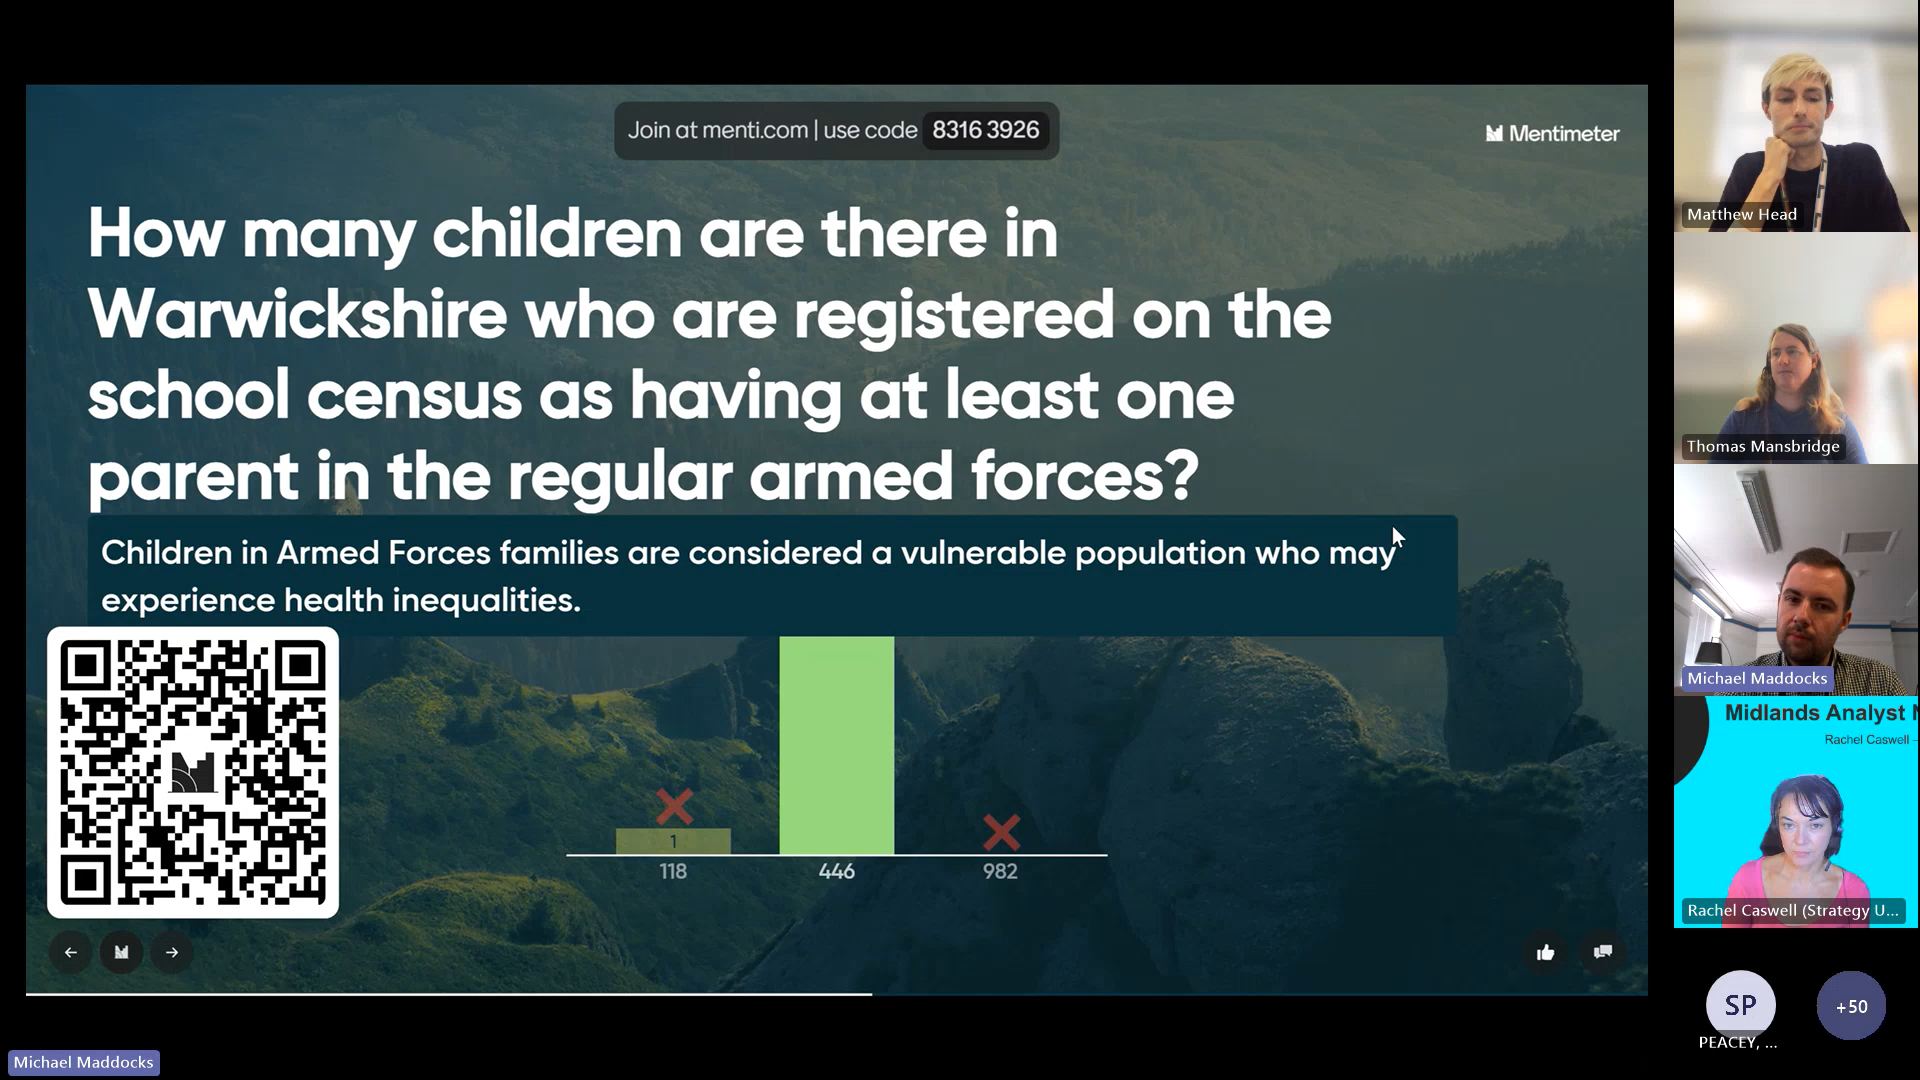 Join at menti.com | use code 8316 3926
Mentimeter
How many children are there in
Warwickshire who are registered on the
school census as having at least one
parent in the regular armed forces?
Children in Armed Forces families are considered a vulnerable population who may
experience health inequalities.
1
118
446
982
Michael Maddocks
Matthew Head
Thomas Mansbridge
Michael Maddocks
Midlands Analyst N
Rachel Caswell –
Rachel Caswell (Strategy U...
SP
+50
PEACEY, ...